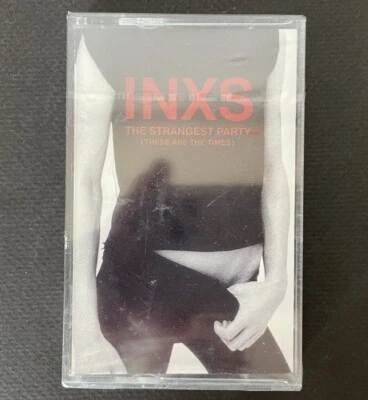 INXS
THE STRANGEST PARTY
(THESE ARE THE TIMES)